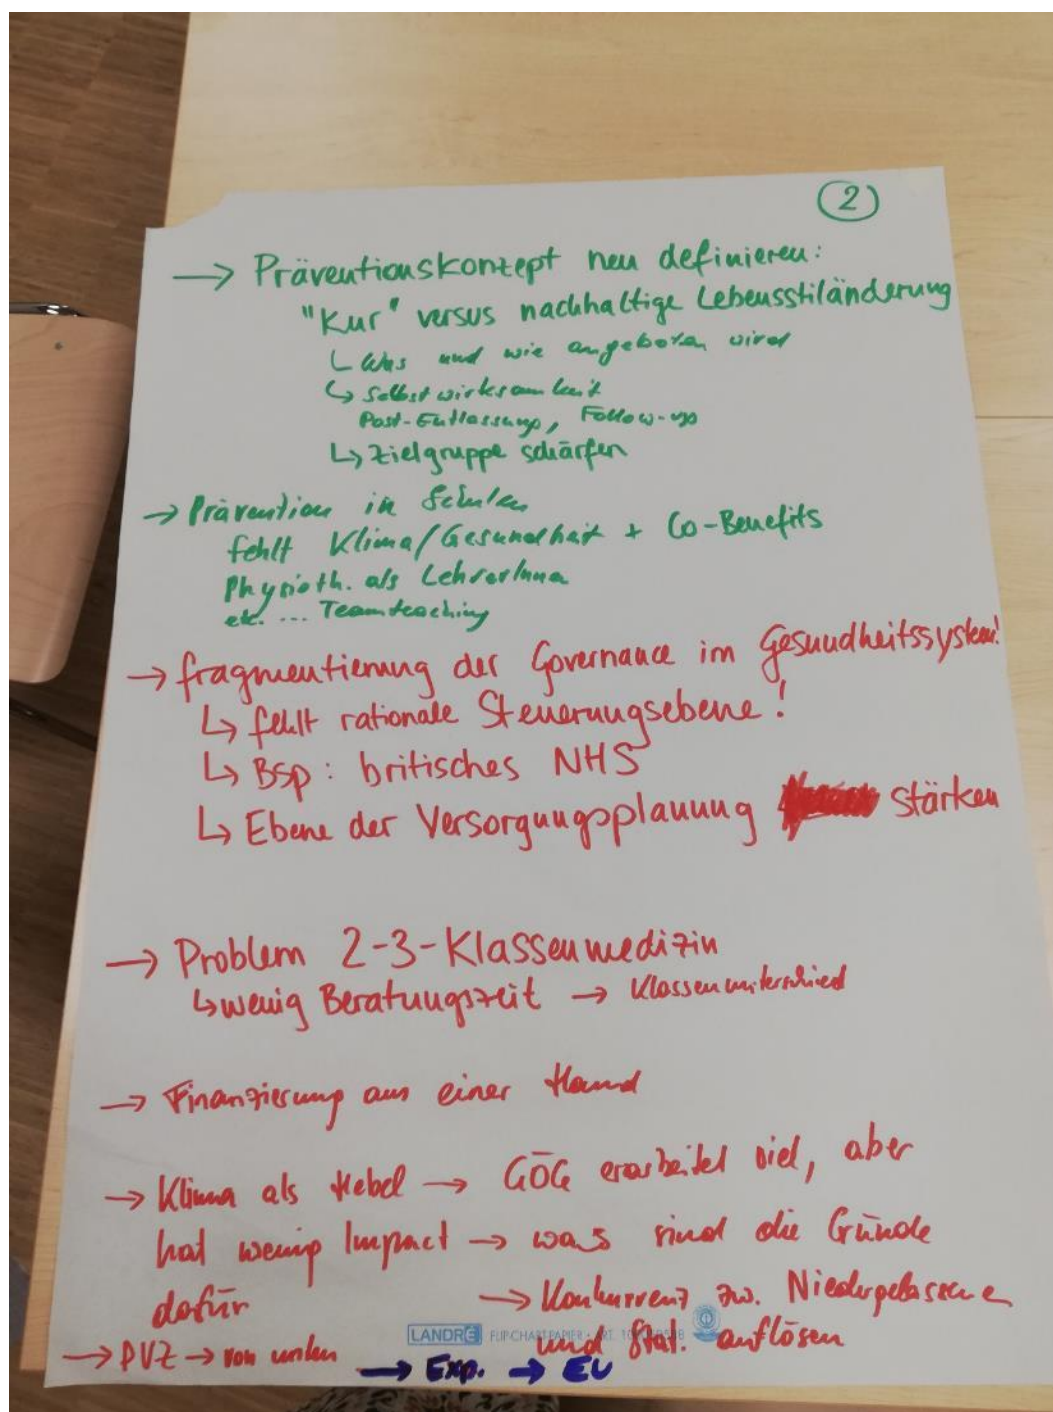 2
→ Präventionskonzept neu definieren:
"Kur" versus nachhaltige Lebensstiländerung
↳ Was und wie angeboten wird
↳ Selbstwirksamkeit
Post-Entlassung, Follow-up
↳ Zielgruppe schärfen
→ Prävention in Schulen
fehlt Klima/Gesundheit + Co-Benefits
Physioth. als LehrerInnen
etc. ... Teamteaching
→ fragmentierung der Governance im Gesundheitssystem!
↳ fehlt rationale Steuerungsebene!
↳ Bsp: britisches NHS
↳ Ebene der Versorgungsplanung stärken
→ Problem 2-3-Klassenmedizin
↳ wenig Beratungszeit → Klassenunterschied
→ Finanzierung aus einer Hand
→ Klima als Hebel → GÖG erarbeitet viel, aber
hat wenig Impact → was sind die Gründe
dafür → Konkurrenz zw. Niedergelassene
und Stat. auflösen
LANDRÉ FLIP-CHART-PAPIER • ART.
→ PVZ → von unten → Exp. → EU